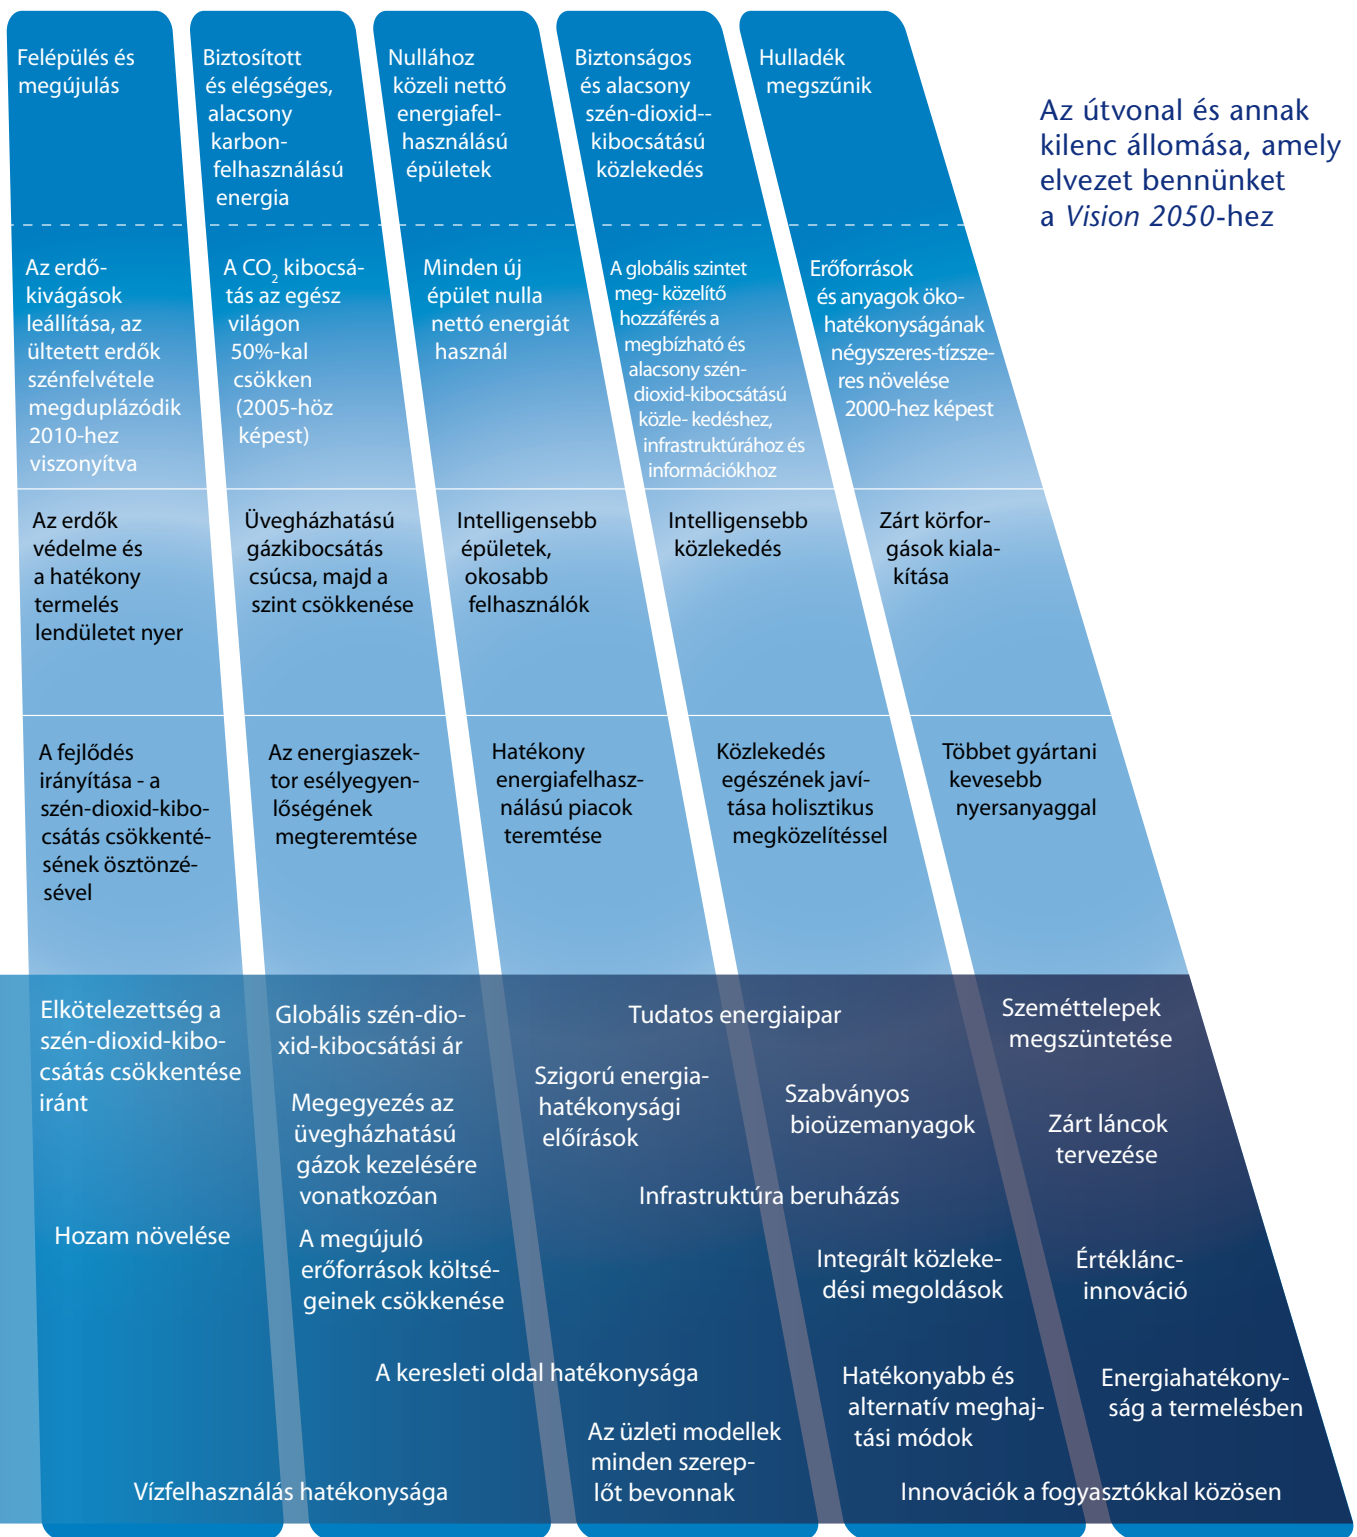 Felépülés és
megújulás
Biztosított
és elégséges,
alacsony
karbon-
felhasználású
energia
Nullához
közeli nettó
energiafel-
használású
épületek
Biztonságos
és alacsony
szén-dioxid--
kibocsátású
közlekedés
Hulladék
megszűnik
Az útvonal és annak
kilenc állomása, amely
elvezet bennünket
a Vision 2050-hez
Az erdő-
kivágások
leállítása, az
ültetett erdők
szénfelvétele
megduplázódik
2010-hez
viszonyítva
A CO2 kibocsá-
tás az egész
világon
50%-kal
csökken
(2005-höz
képest)
Minden új
épület nulla
nettó energiát
használ
A globális szintet
meg- közelítő
hozzáférés a
megbízható és
alacsony szén-
dioxid-kibocsátású
közle- kedéshez,
infrastruktúrához és
információkhoz
Erőforrások
és anyagok öko-
hatékonyságának
négyszeres-tízsze-
res növelése
2000-hez képest
Az erdők
védelme és
a hatékony
termelés
lendületet nyer
Üvegházhatású
gázkibocsátás
csúcsa, majd a
szint csökkenése
Intelligensebb
épületek,
okosabb
felhasználók
Intelligensebb
közlekedés
Zárt körfor-
gások kiala-
kítása
A fejlődés
irányítása - a
szén-dioxid-kibo-
csátás csökkenté-
sének ösztönzé-
sével
Az energiaszek-
tor esélyegyen-
lőségének
megteremtése
Hatékony
energiafelhasz-
nálású piacok
teremtése
Közlekedés
egészének javí-
tása holisztikus
megközelítéssel
Többet gyártani
kevesebb
nyersanyaggal
Elkötelezettség a
szén-dioxid-kibo-
csátás csökkentése
iránt
Globális szén-dio-
xid-kibocsátási ár
Tudatos energiaipar
Szeméttelepek
megszüntetése
Szigorú energia-
hatékonysági
előírások
Szabványos
bioüzemanyagok
Megegyezés az
üvegházhatású
gázok kezelésére
vonatkozóan
Zárt láncok
tervezése
Infrastruktúra beruházás
Hozam növelése
A megújuló
erőforrások költsé-
geinek csökkenése
Integrált közleke-
dési megoldások
Értéklánc-
innováció
A keresleti oldal hatékonysága
Hatékonyabb és
alternatív meghaj-
tási módok
Energiahatékony-
ság a termelésben
Az üzleti modellek
minden szerep-
lőt bevonnak
Vízfelhasználás hatékonysága
Innovációk a fogyasztókkal közösen